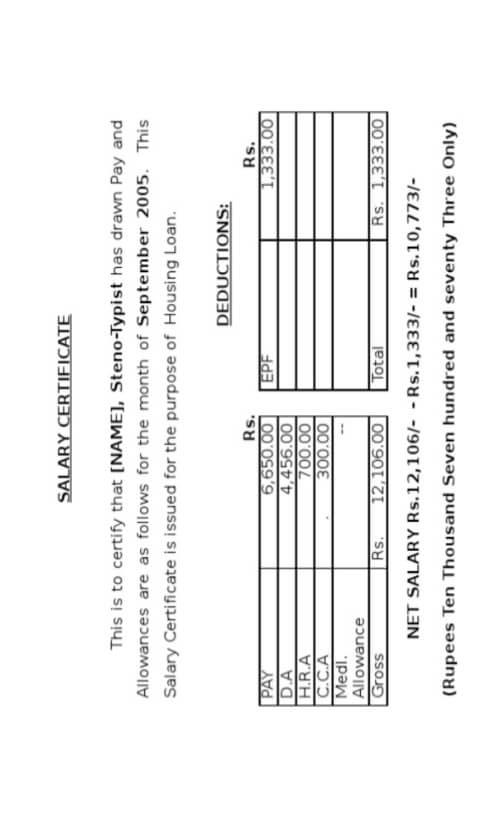 SALARY CERTIFICATE
This is to certify that [NAME], Steno-Typist has drawn Pay and
Allowances are as follows for the month of September 2005. This
Salary Certificate is issued for the purpose of Housing Loan.
DEDUCTIONS:
Rs. Rs.
PAY 6,650.00 EPF 1,333.00
D.A 4,456.00
H.R.A 700.00
C.C.A . 300.00
Medl. --
Allowance
Gross Rs. 12,106.00 Total Rs. 1,333.00
NET SALARY Rs.12,106/- - Rs.1,333/- = Rs.10,773/-
(Rupees Ten Thousand Seven hundred and seventy Three Only)